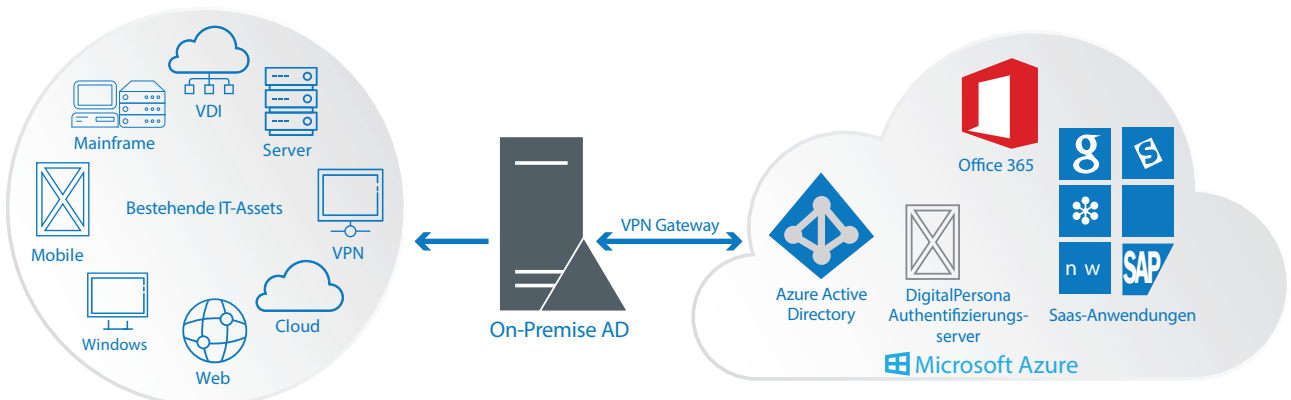 VDI
Mainframe
Server
Bestehende IT-Assets
Mobile
VPN
Cloud
Windows
Web
On-Premise AD
VPN Gateway
Office 365
Azure Active
Directory
DigitalPersona
Authentifizierungs-
server
g
S
n w
SAP
Saas-Anwendungen
Microsoft Azure